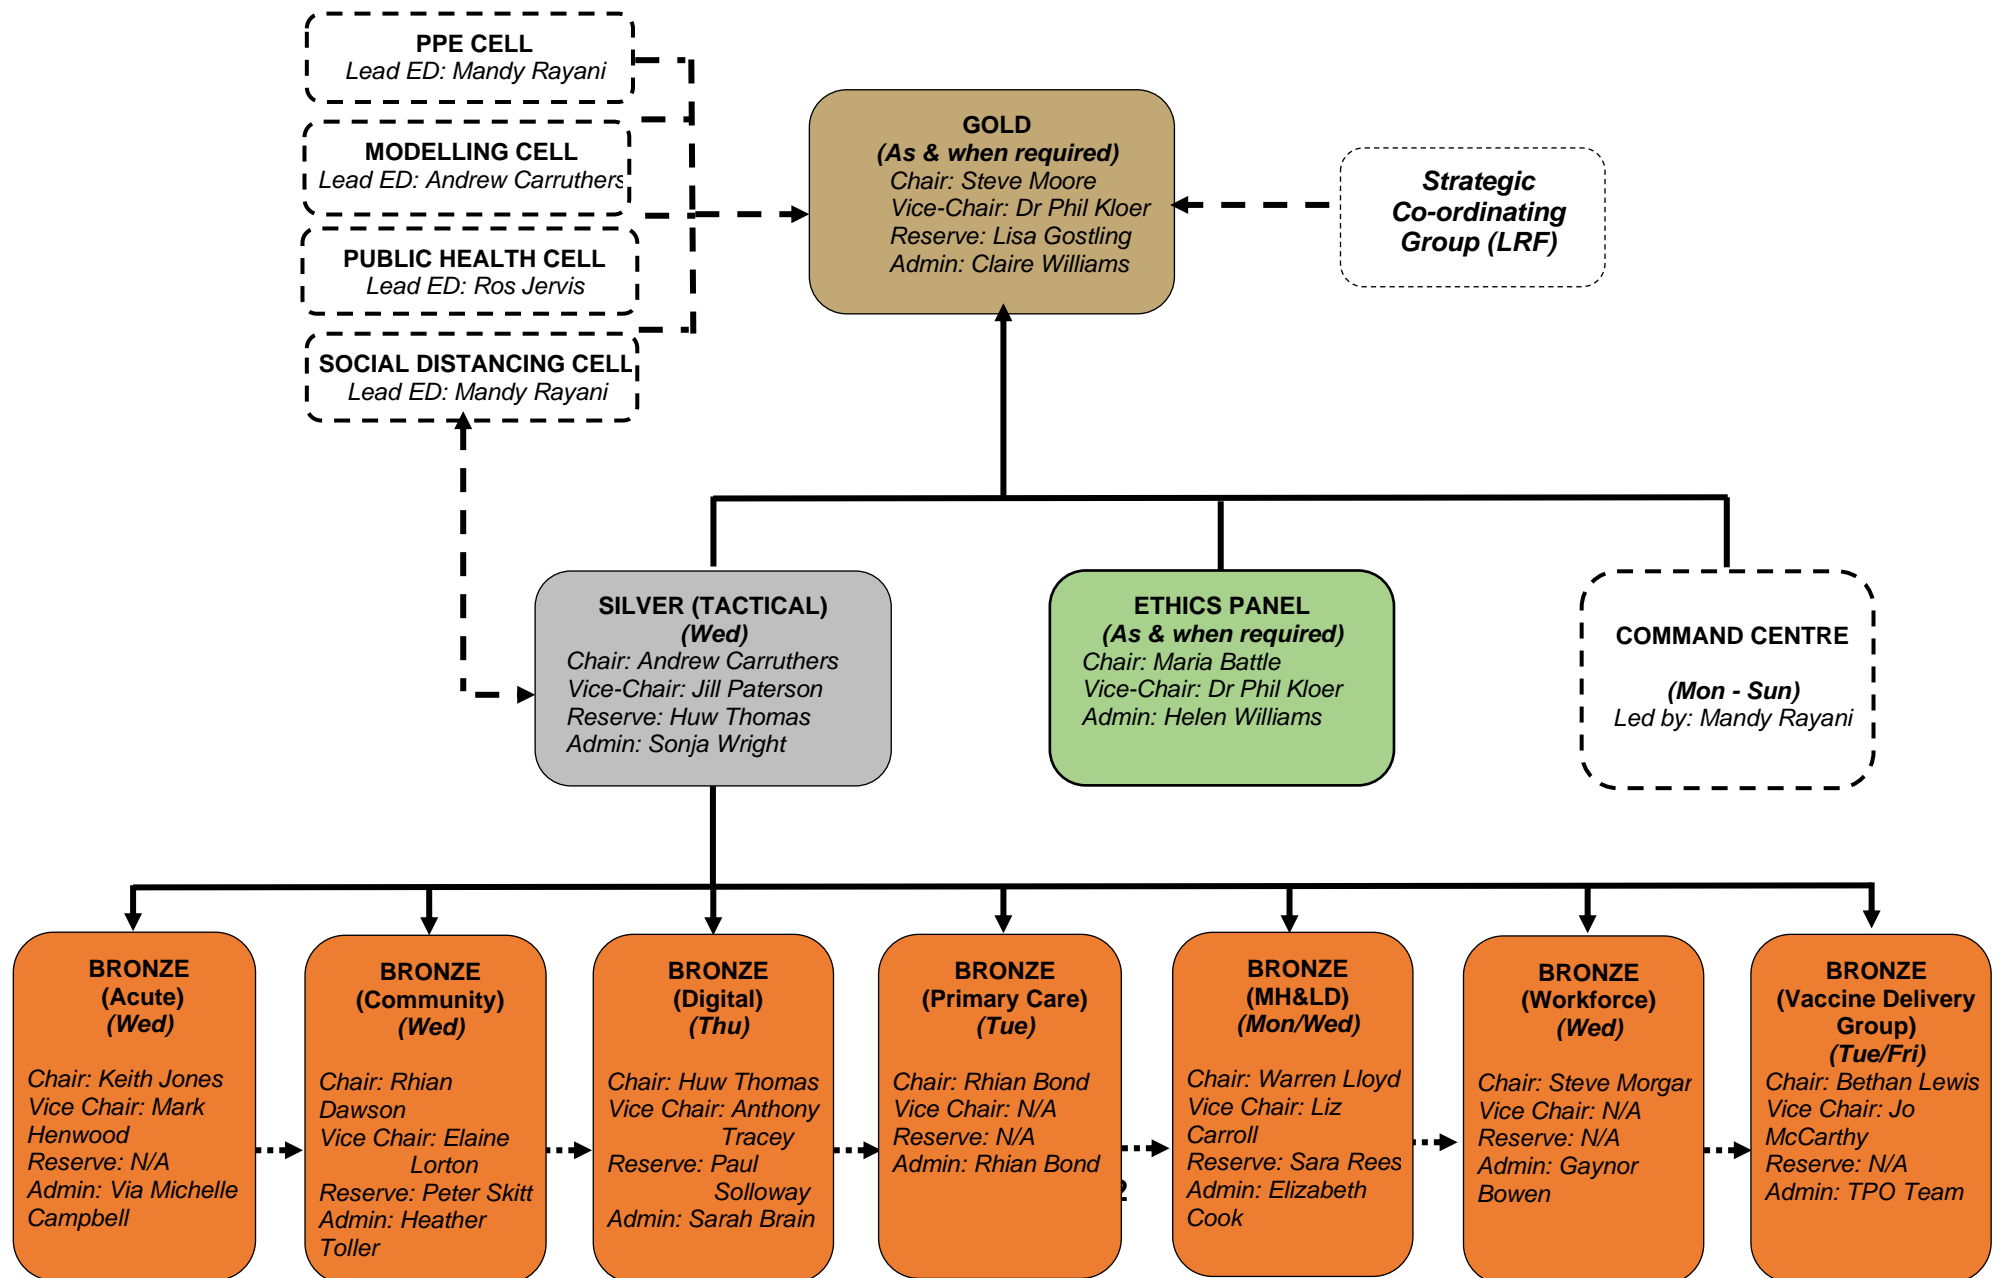 PPE CELL
Lead ED: Mandy Rayani
MODELLING CELL
Lead ED: Andrew Carruthers
PUBLIC HEALTH CELL
Lead ED: Ros Jervis
SOCIAL DISTANCING CELL
Lead ED: Mandy Rayani
GOLD
(As & when required)
Chair: Steve Moore
Vice-Chair: Dr Phil Kloer
Reserve: Lisa Gostling
Admin: Claire Williams
Strategic
Co-ordinating
Group (LRF)
SILVER (TACTICAL)
(Wed)
Chair: Andrew Carruthers
Vice-Chair: Jill Paterson
Reserve: Huw Thomas
Admin: Sonja Wright
ETHICS PANEL
(As & when required)
Chair: Maria Battle
Vice-Chair: Dr Phil Kloer
Admin: Helen Williams
COMMAND CENTRE
(Mon - Sun)
Led by: Mandy Rayani
BRONZE
(Acute)
(Wed)
Chair: Keith Jones
Vice Chair: Mark
Henwood
Reserve: N/A
Admin: Via Michelle
Campbell
BRONZE
(Community)
(Wed)
Chair: Rhian
Dawson
Vice Chair: Elaine
Lorton
Reserve: Peter Skitt
Admin: Heather
Toller
BRONZE
(Digital)
(Thu)
Chair: Huw Thomas
Vice Chair: Anthony
Tracey
Reserve: Paul
Solloway
Admin: Sarah Brain
BRONZE
(Primary Care)
(Tue)
Chair: Rhian Bond
Vice Chair: N/A
Reserve: N/A
Admin: Rhian Bond
2
BRONZE
(MH&LD)
(Mon/Wed)
Chair: Warren Lloyd
Vice Chair: Liz
Carroll
Reserve: Sara Rees
Admin: Elizabeth
Cook
BRONZE
(Workforce)
(Wed)
Chair: Steve Morgan
Vice Chair: N/A
Reserve: N/A
Admin: Gaynor
Bowen
BRONZE
(Vaccine Delivery
Group)
(Tue/Fri)
Chair: Bethan Lewis
Vice Chair: Jo
McCarthy
Reserve: N/A
Admin: TPO Team